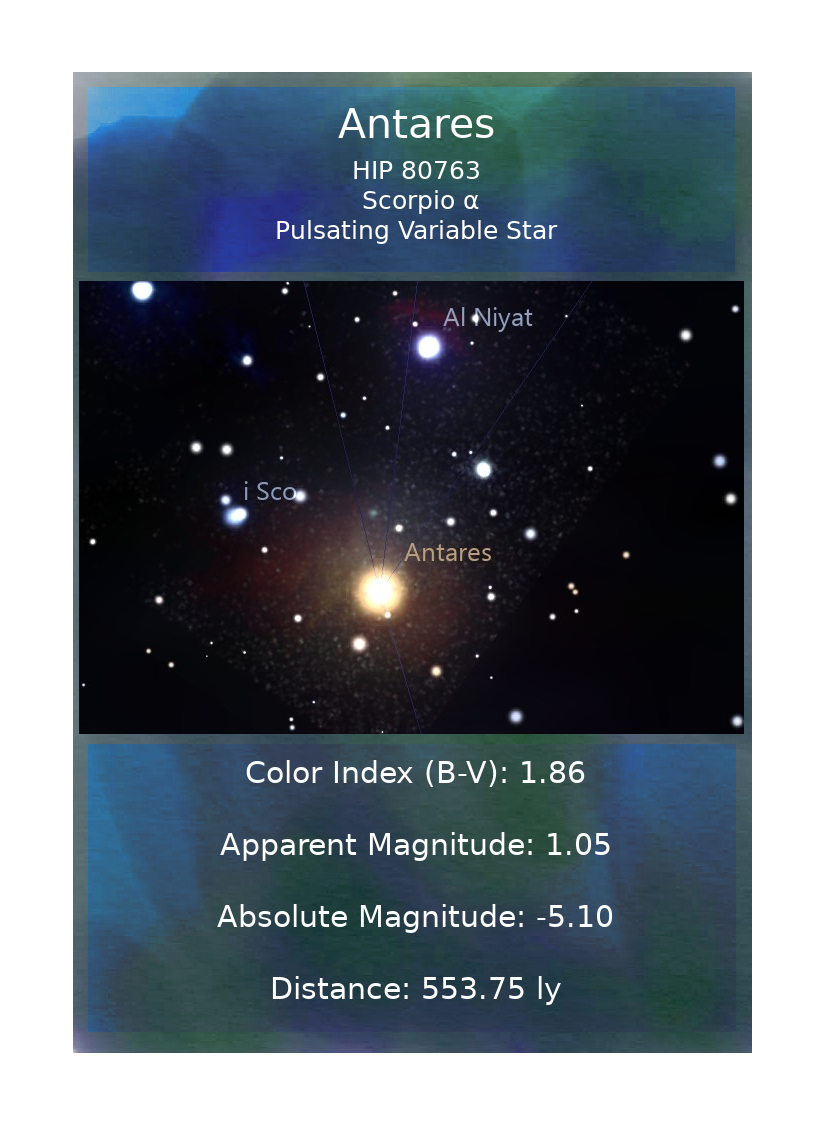 Antares
HIP 80763
Scorpio α
Pulsating Variable Star
Al Niyat
i Sco
Antares
Color Index (B-V): 1.86
Apparent Magnitude: 1.05
Absolute Magnitude: -5.10
Distance: 553.75 ly